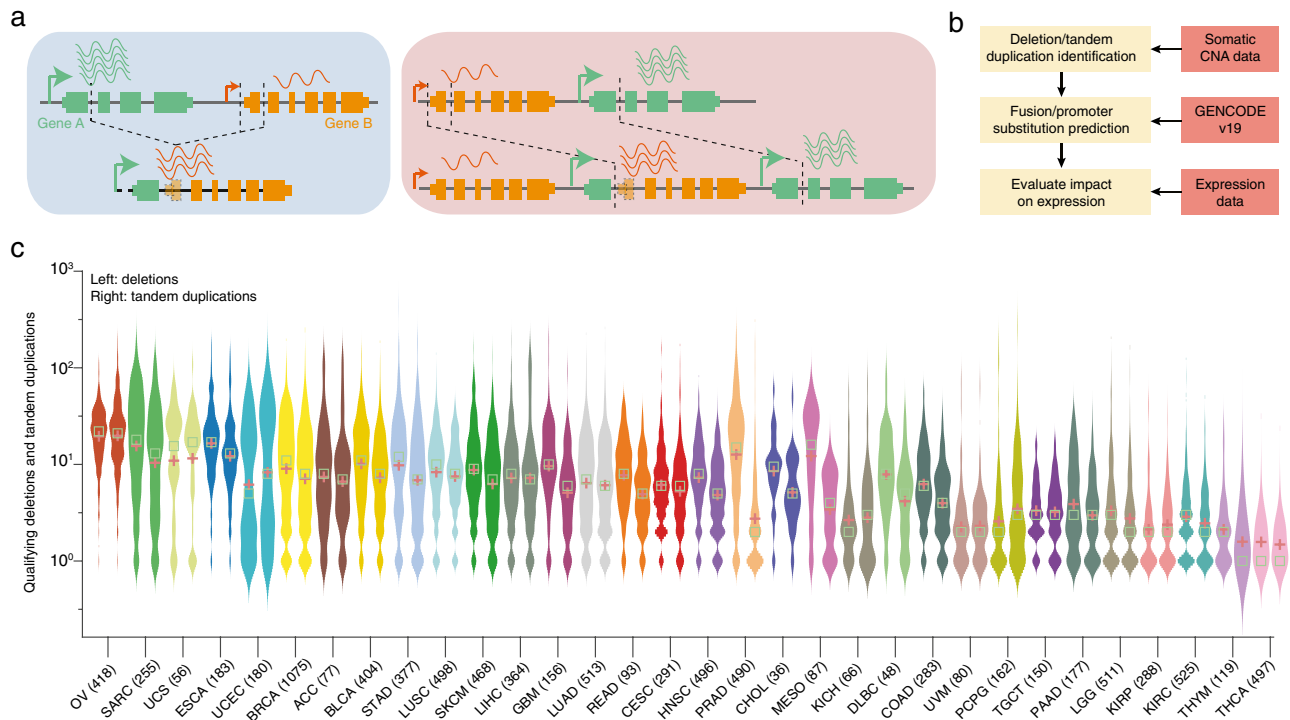 a
Gene A
Gene B
b
Deletion/tandem
duplication identification
Somatic
CNA data
Fusion/promoter
substitution prediction
GENCODE
v19
Evaluate impact
on expression
Expression
data
c
Qualifying deletions and tandem duplications
10³
10²
10¹
10⁰
Left: deletions
Right: tandem duplications
OV (418)
SARC (255)
UCS (56)
ESCA (183)
UCEC (180)
BRCA (1075)
ACC (77)
BLCA (404)
STAD (377)
LUSC (498)
SKCM (468)
LIHC (364)
GBM (156)
LUAD (513)
READ (93)
CESC (291)
HNSC (496)
PRAD (490)
CHOL (36)
MESO (87)
KICH (66)
DLBC (48)
COAD (283)
UVM (80)
PCPG (162)
TGCT (150)
PAAD (177)
LGG (511)
KIRP (288)
KIRC (525)
THYM (119)
THCA (497)